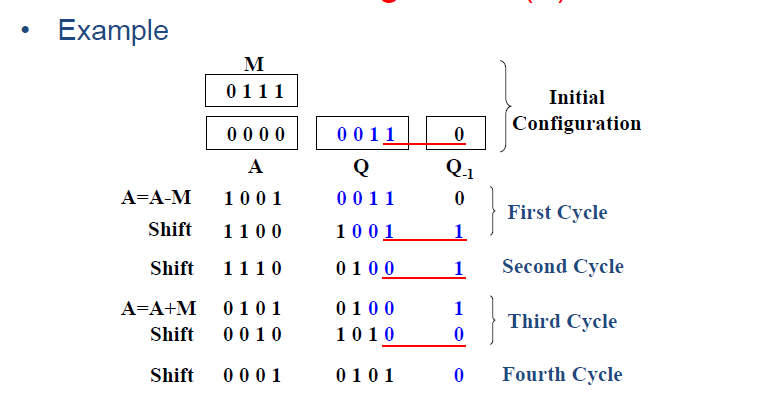 • Example
M
0 1 1 1
0 0 0 0 0 0 1 1 0
A Q Q-1
Initial
Configuration
A=A-M 1 0 0 1 0 0 1 1 0
Shift 1 1 0 0 1 0 0 1 1
First Cycle
Shift 1 1 1 0 0 1 0 0 1 Second Cycle
A=A+M 0 1 0 1 0 1 0 0 1
Shift 0 0 1 0 1 0 1 0 0
Third Cycle
Shift 0 0 0 1 0 1 0 1 0 Fourth Cycle